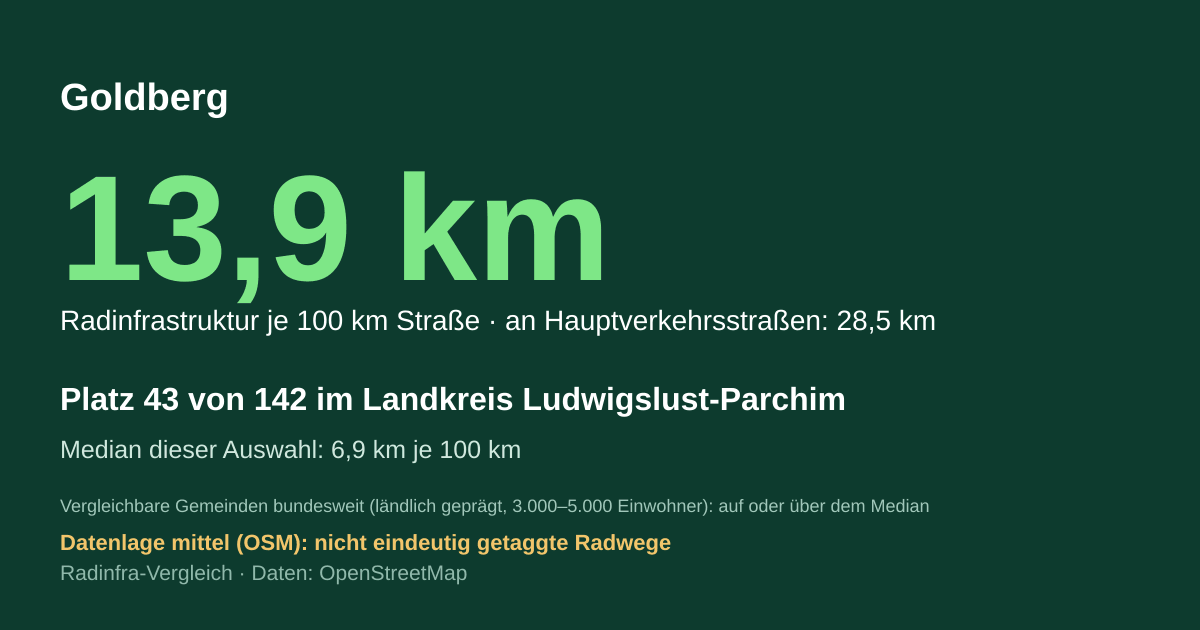 Goldberg
13,9 km
Radinfrastruktur je 100 km Straße · an Hauptverkehrsstraßen: 28,5 km
Platz 43 von 142 im Landkreis Ludwigslust-Parchim
Median dieser Auswahl: 6,9 km je 100 km
Vergleichbare Gemeinden bundesweit (ländlich geprägt, 3.000–5.000 Einwohner): auf oder über dem Median
Datenlage mittel (OSM): nicht eindeutig getaggte Radwege
Radinfra-Vergleich · Daten: OpenStreetMap